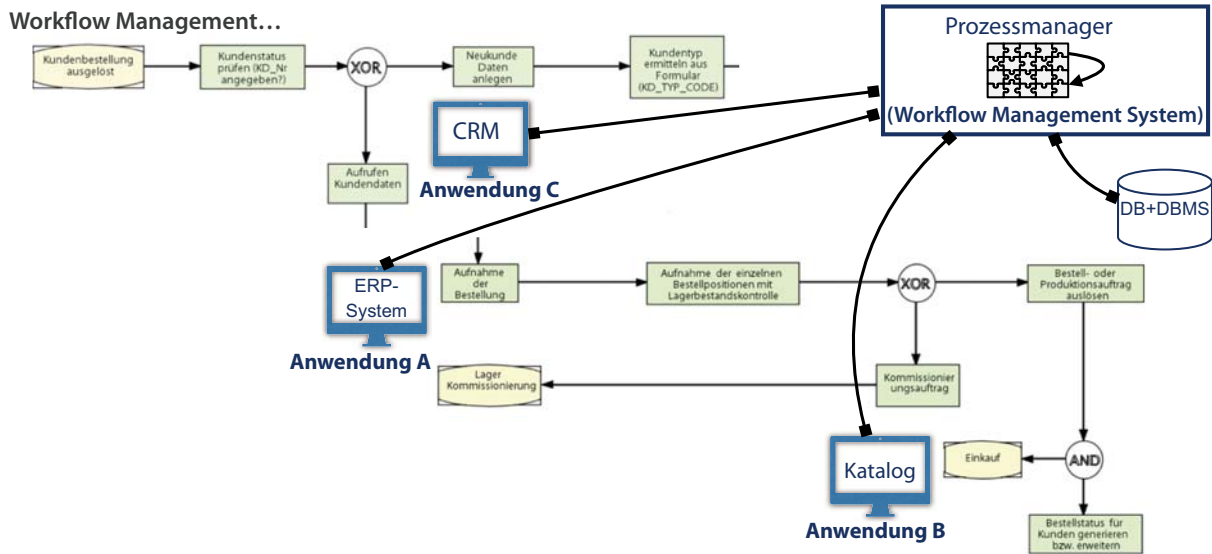 Workflow Management…
Prozessmanager
(Workflow Management System)
Kundenbestellung
ausgelöst
Kundenstatus
prüfen (KD_Nr
angegeben?)
XOR
Neukunde
Daten
anlegen
Kundentyp
ermitteln aus
Formular
(KD_TYP_CODE)
CRM
Anwendung C
Aufrufen
Kundendaten
DB+DBMS
ERP-
System
Anwendung A
Aufnahme
der
Bestellung
Aufnahme der einzelnen
Bestellpositionen mit
Lagerbestandskontrolle
XOR
Bestell- oder
Produktionsauftrag
auslösen
Lager
Kommissionierung
Kommissionier
ungsauftrag
Katalog
Anwendung B
Einkauf
AND
Bestellstatus für
Kunden generieren
bzw. erweitern